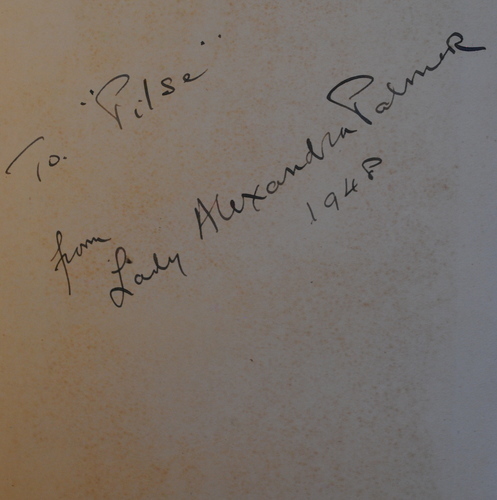 To. "Pilse"
from
Lady Alexandra Palmer
1948